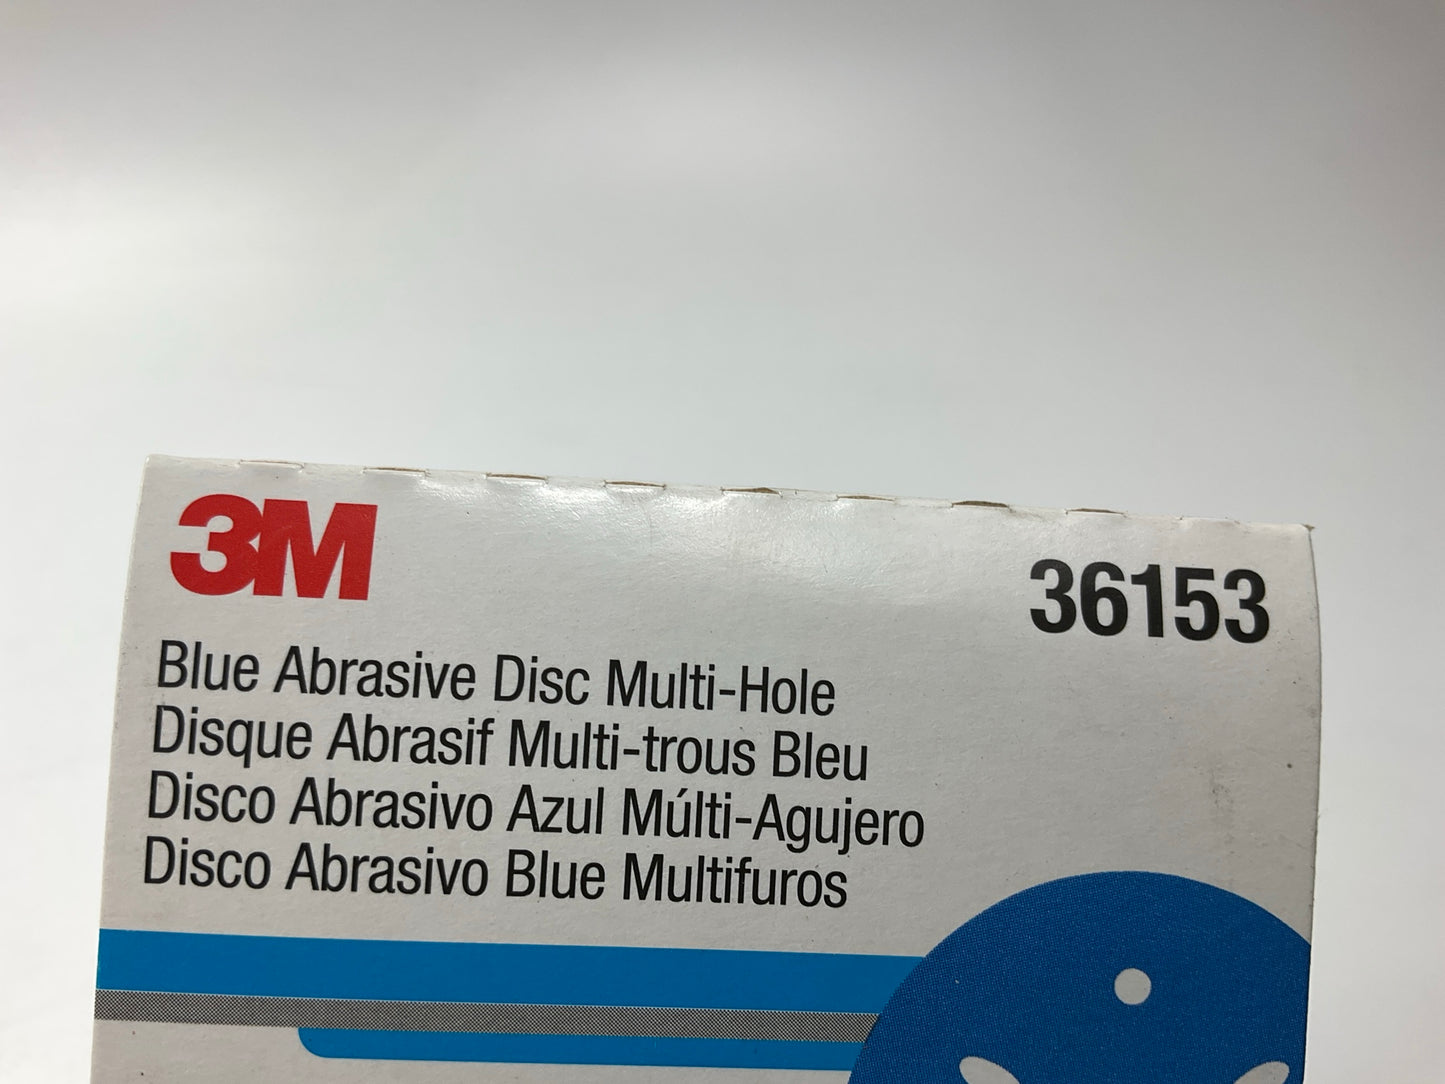 3M
36153
Blue Abrasive Disc Multi-Hole
Disque Abrasif Multi-trous Bleu
Disco Abrasivo Azul Múlti-Agujero
Disco Abrasivo Blue Multifuros